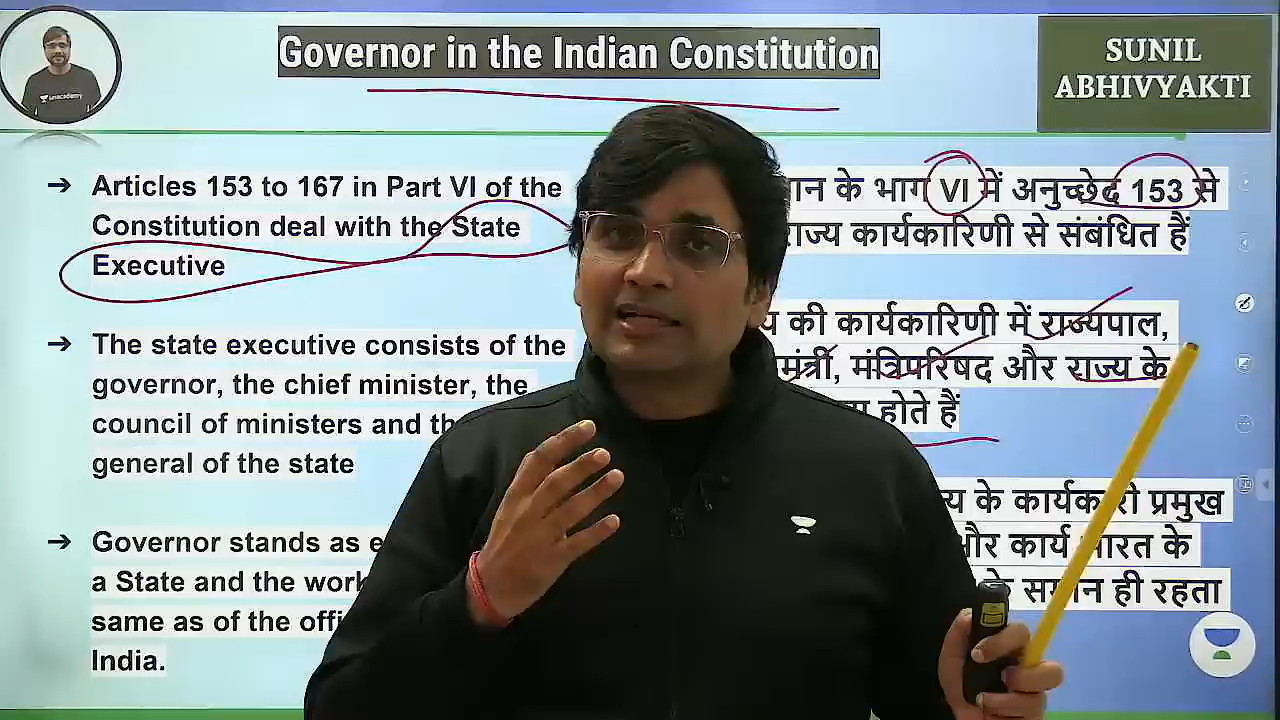 Governor in the Indian Constitution
SUNIL
ABHIVYAKTI
unacademy
→ Articles 153 to 167 in Part VI of the
Constitution deal with the State
Executive
→ The state executive consists of the
governor, the chief minister, the
council of ministers and
general of the state
→ Governor stands as
a State and the
same as of the
India.
के भाग VI में अनुच्छेद 153 से
राज्य कार्यकारिणी से संबंधित हैं
की कार्यकारिणी में राज्यपाल,
मंत्रिपरिषद और राज्य के
होते हैं
के कार्यकारी प्रमुख
और कार्य भारत के
समान ही रहता